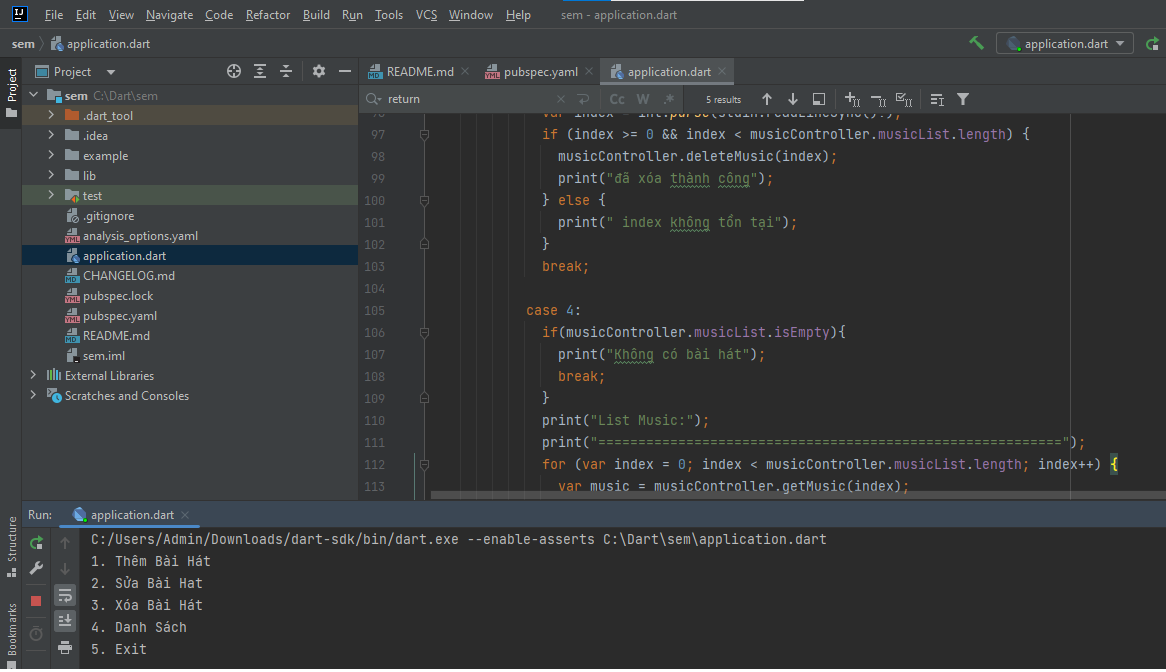 File Edit View Navigate Code Refactor Build Run Tools VCS Window Help sem - application.dart
sem application.dart application.dart
Project
Project README.md pubspec.yaml application.dart
sem C:\Dart\sem
.dart_tool
.idea
example
lib
test
.gitignore
analysis_options.yaml
application.dart
CHANGELOG.md
pubspec.lock
pubspec.yaml
README.md
sem.iml
External Libraries
Scratches and Consoles
return Cc W .* 5 results
var index = int.parse(stdin.readLineSync()!);
97 if (index >= 0 && index < musicController.musicList.length) {
98 musicController.deleteMusic(index);
99 print("đã xóa thành công");
100 } else {
101 print(" index không tồn tại");
102 }
103 break;
104
105 case 4:
106 if(musicController.musicList.isEmpty){
107 print("Không có bài hát");
108 break;
109 }
110 print("List Music:");
111 print("==========================================================");
112 for (var index = 0; index < musicController.musicList.length; index++) {
113 var music = musicController.getMusic(index);
Run: application.dart
Structure
Bookmarks
C:/Users/Admin/Downloads/dart-sdk/bin/dart.exe --enable-asserts C:\Dart\sem\application.dart
1. Thêm Bài Hát
2. Sửa Bài Hat
3. Xóa Bài Hát
4. Danh Sách
5. Exit